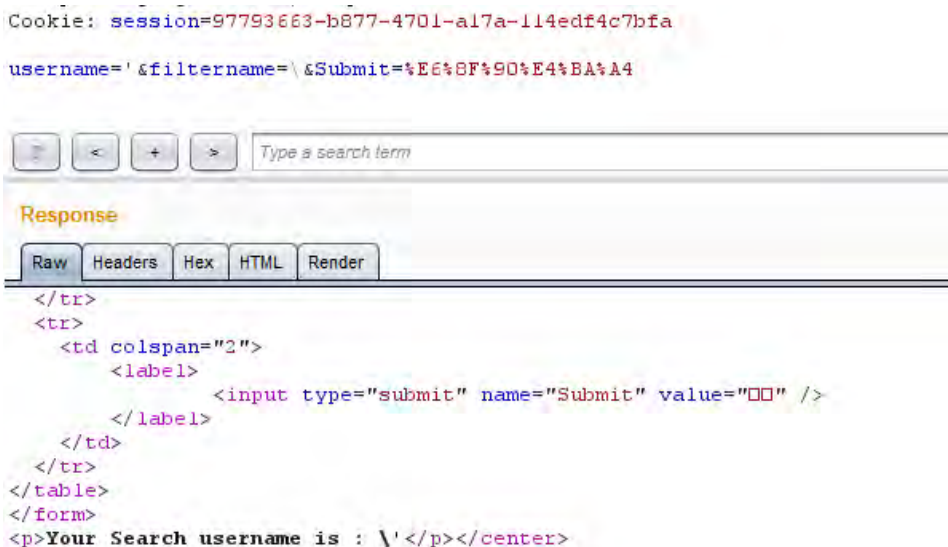 Cookie: session=97793663-b877-4701-a17a-114edf4c7bfa
username='&filtername=\&Submit=%E6%8F%90%E4%BA%A4
< + > Type a search term
Response
Raw Headers Hex HTML Render
</tr>
<tr>
<td colspan="2">
<label>
<input type="submit" name="Submit" value="□□" />
</label>
</td>
</tr>
</table>
</form>
<p>Your Search username is : \'</p></center>